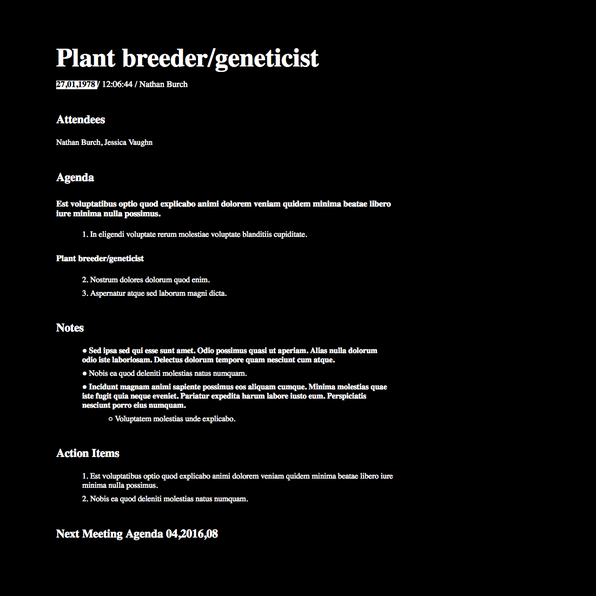 Plant breeder/geneticist
27,01,1978 / 12:06:44 / Nathan Burch
Attendees
Nathan Burch, Jessica Vaughn
Agenda
Est voluptatibus optio quod explicabo animi dolorem veniam quidem minima beatae libero
iure minima nulla possimus.
1. In eligendi voluptate rerum molestiae voluptate blanditiis cupiditate.
Plant breeder/geneticist
2. Nostrum dolores dolorum quod enim.
3. Aspernatur atque sed laborum magni dicta.
Notes
● Sed ipsa sed qui esse sunt amet. Odio possimus quasi ut aperiam. Alias nulla dolorum
odio iste laboriosam. Delectus dolorum tempore quam nesciunt cum atque.
● Nobis ea quod deleniti molestias natus numquam.
● Incidunt magnam animi sapiente possimus eos aliquam cumque. Minima molestias quae
iste fugit quia neque eveniet. Pariatur expedita harum labore iusto eum. Perspiciatis
nesciunt porro eius numquam.
○ Voluptatem molestias unde explicabo.
Action Items
1. Est voluptatibus optio quod explicabo animi dolorem veniam quidem minima beatae libero iure
minima nulla possimus.
2. Nobis ea quod deleniti molestias natus numquam.
Next Meeting Agenda 04,2016,08